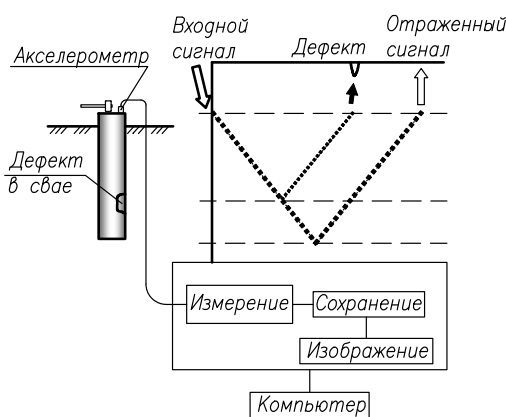 Входной
сигнал
Дефект
Отраженный
сигнал
Акселерометр
Дефект
в свае
Измерение
Сохранение
Изображение
Компьютер